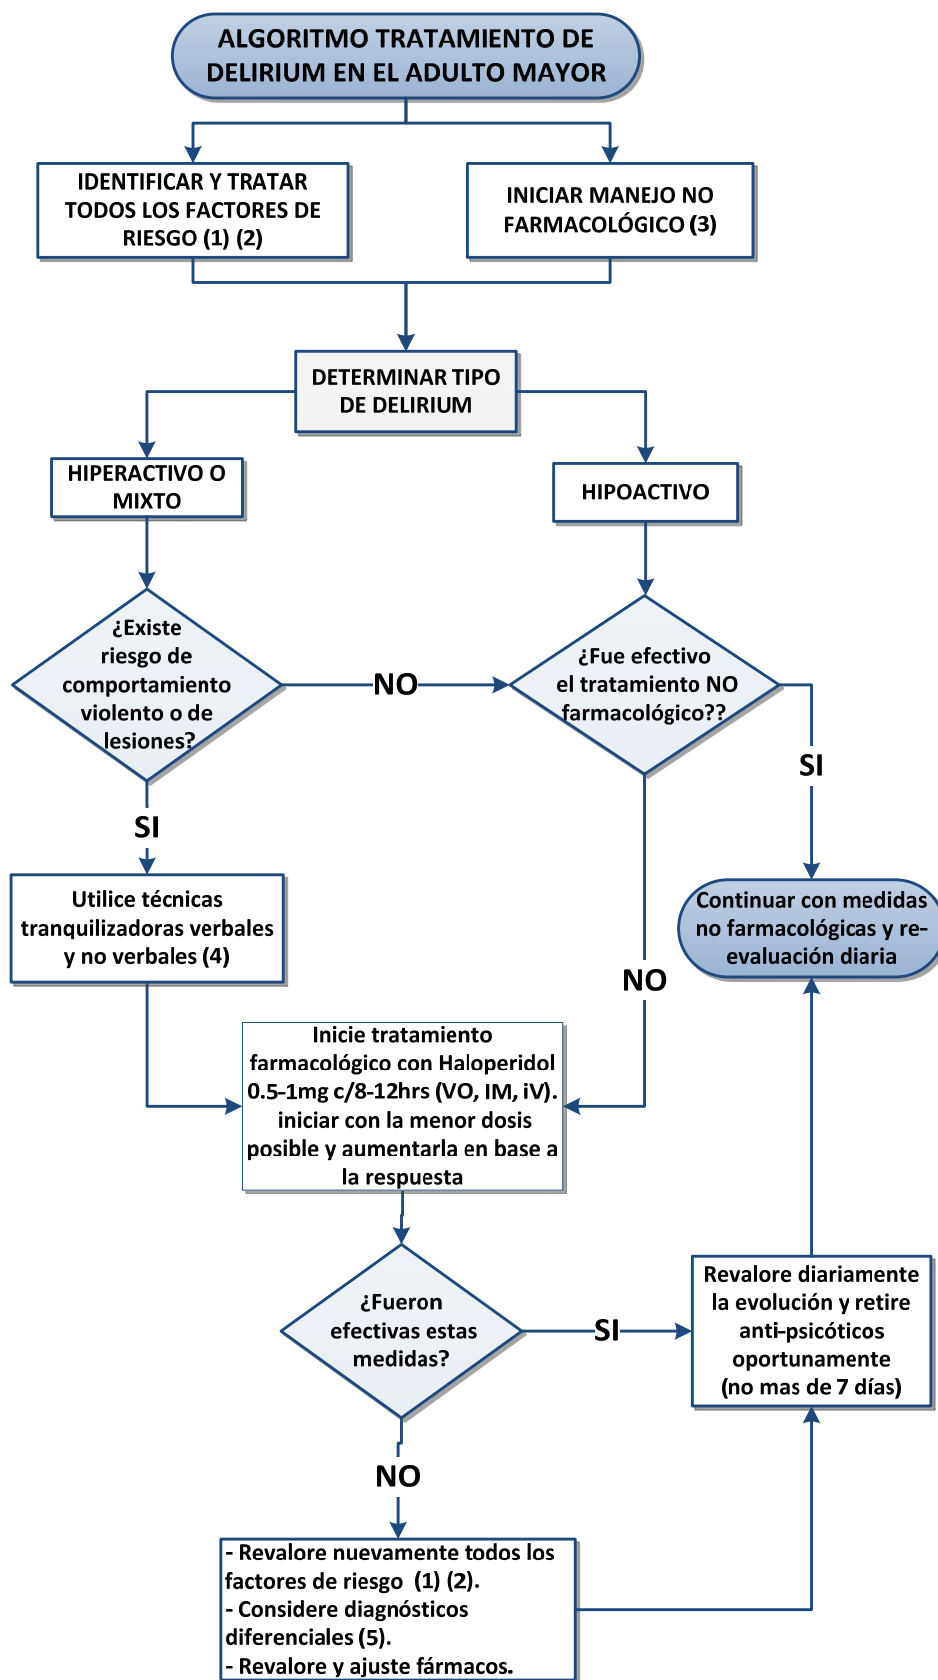 ALGORITMO TRATAMIENTO DE
DELIRIUM EN EL ADULTO MAYOR
IDENTIFICAR Y TRATAR
TODOS LOS FACTORES DE
RIESGO (1) (2)
INICIAR MANEJO NO
FARMACOLÓGICO (3)
DETERMINAR TIPO
DE DELIRIUM
HIPERACTIVO O
MIXTO
HIPOACTIVO
¿Existe
riesgo de
comportamiento
violento o de
lesiones?
NO
¿Fue efectivo
el tratamiento NO
farmacológico??
SI
SI
Utilice técnicas
tranquilizadoras verbales
y no verbales (4)
Continuar con medidas
no farmacológicas y re-
evaluación diaria
NO
Inicie tratamiento
farmacológico con Haloperidol
0.5-1mg c/8-12hrs (VO, IM, iV).
iniciar con la menor dosis
posible y aumentarla en base a
la respuesta
¿Fueron
efectivas estas
medidas?
SI
Revalore diariamente
la evolución y retire
anti-psicóticos
oportunamente
(no mas de 7 días)
NO
- Revalore nuevamente todos los
factores de riesgo (1) (2).
- Considere diagnósticos
diferenciales (5).
- Revalore y ajuste fármacos.